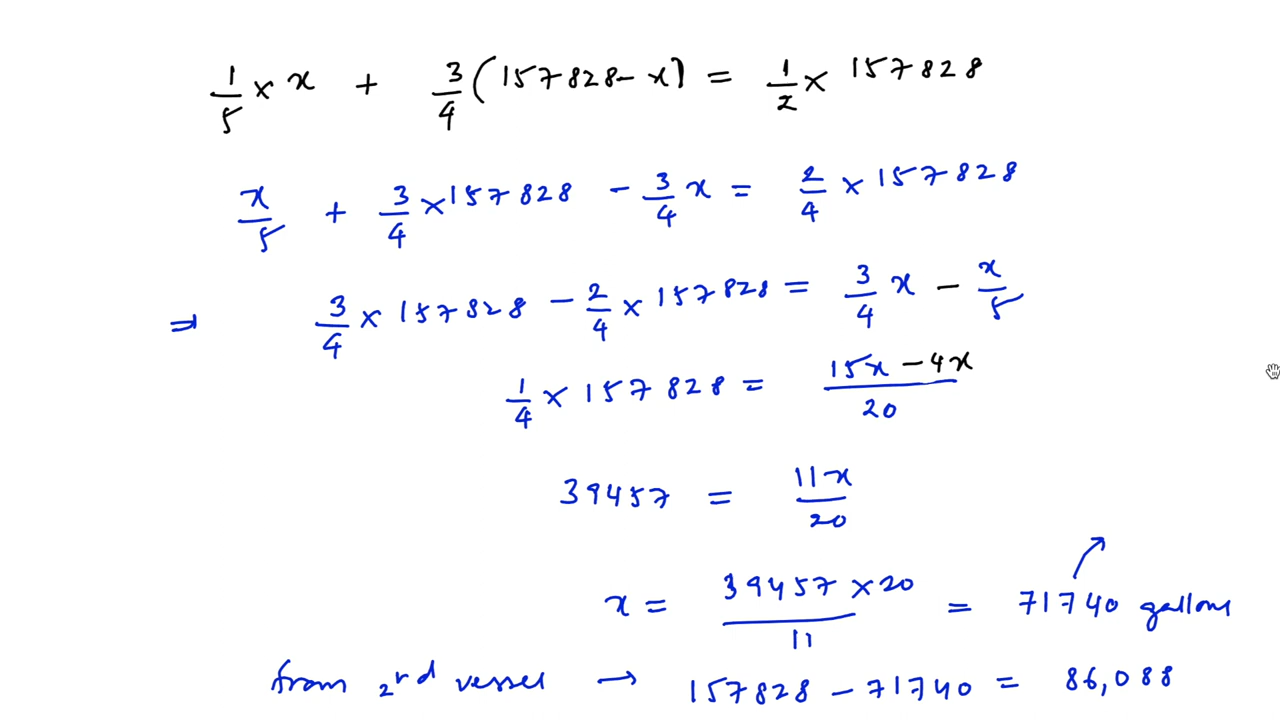 1/5 × x + 3/4 (157828 - x) = 1/2 × 157828
x/5 + 3/4 × 157828 - 3/4 x = 2/4 × 157828
⇒ 3/4 × 157828 - 2/4 × 157828 = 3/4 x - x/5
1/4 × 157828 = (15x - 4x)/20
39457 = 11x/20
x = (39457 × 20)/11 = 71740 gallons
from 2nd vessel → 157828 - 71740 = 86,088